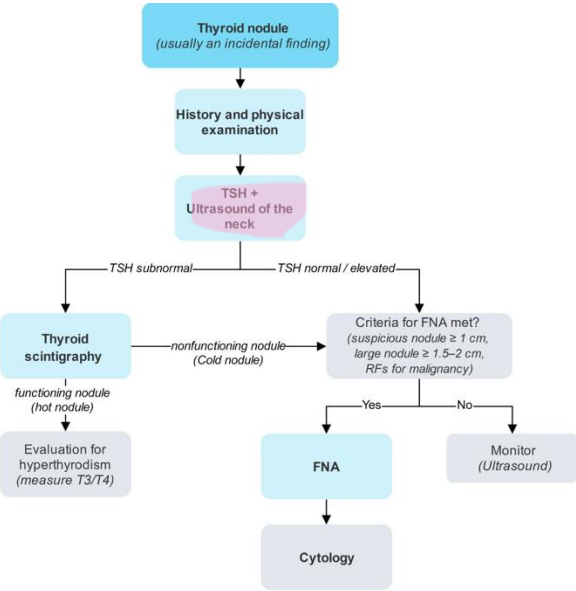 Thyroid nodule
(usually an incidental finding)
History and physical
examination
TSH +
Ultrasound of the
neck
TSH subnormal
TSH normal / elevated
Thyroid
scintigraphy
nonfunctioning nodule
(Cold nodule)
Criteria for FNA met?
(suspicious nodule ≥ 1 cm,
large nodule ≥ 1.5–2 cm,
RFs for malignancy)
functioning nodule
(hot nodule)
Yes
No
Evaluation for
hyperthyrodism
(measure T3/T4)
FNA
Monitor
(Ultrasound)
Cytology